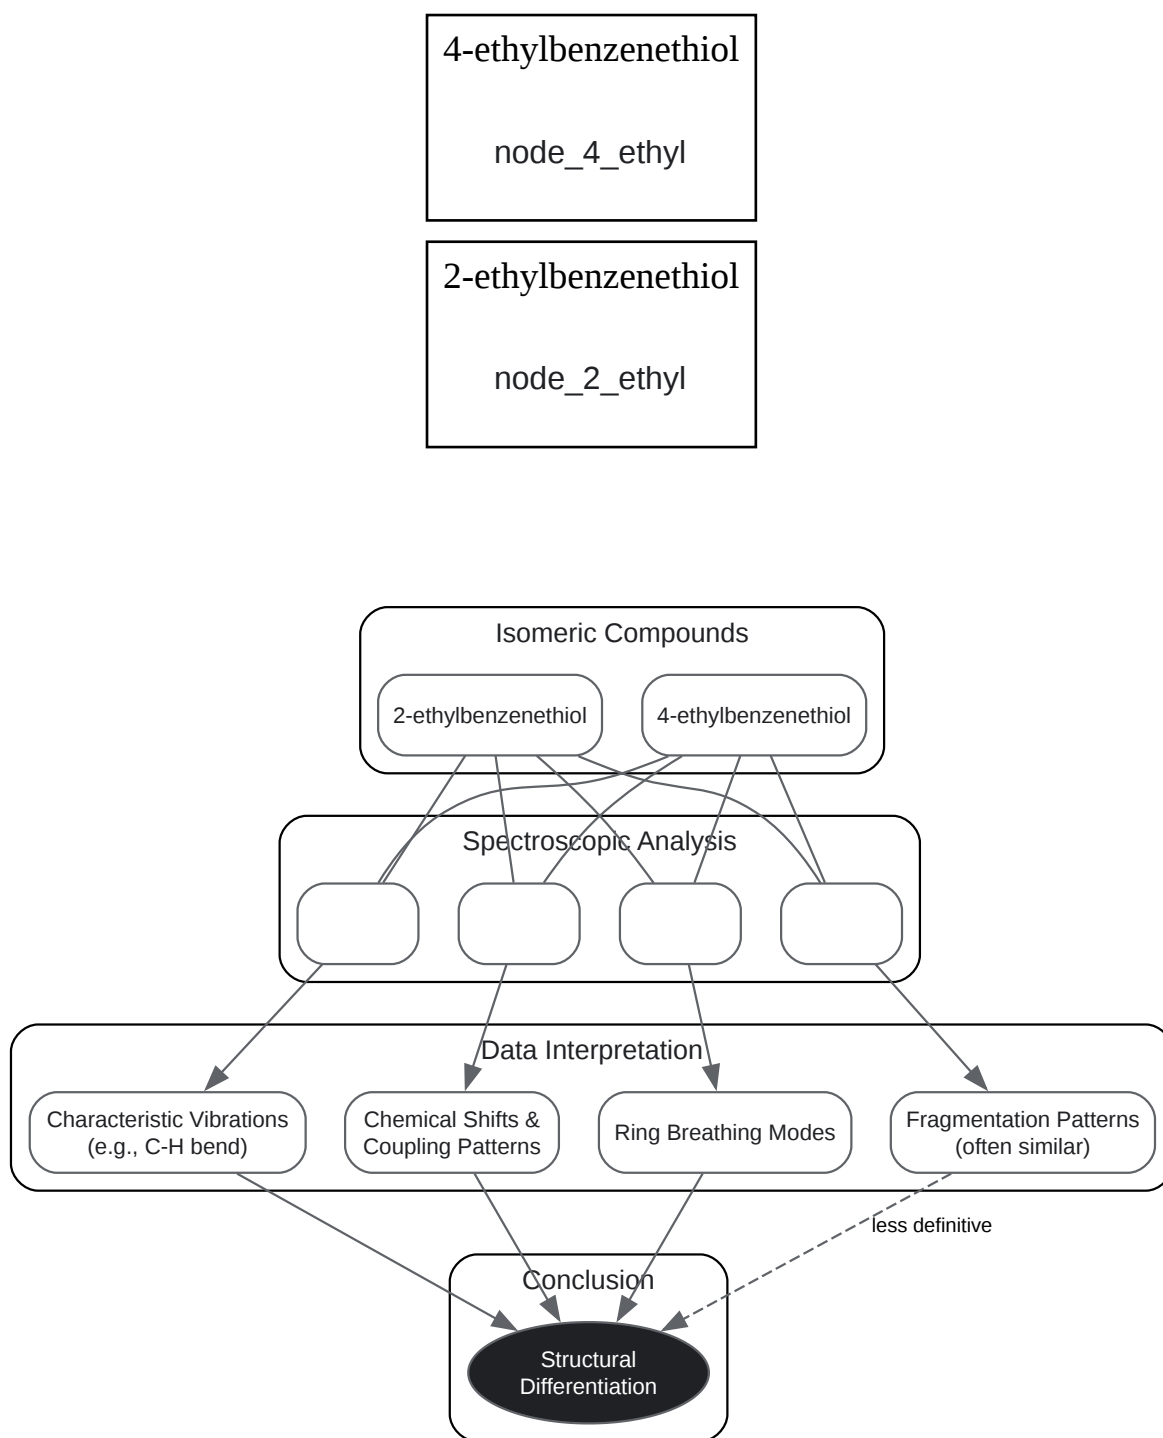 4-ethylbenzenethiol
node_4_ethyl
2-ethylbenzenethiol
node_2_ethyl
Isomeric Compounds
2-ethylbenzenethiol
4-ethylbenzenethiol
Spectroscopic Analysis
Data Interpretation
Characteristic Vibrations
(e.g., C-H bend)
Chemical Shifts &
Coupling Patterns
Ring Breathing Modes
Fragmentation Patterns
(often similar)
less definitive
Conclusion
Structural
Differentiation